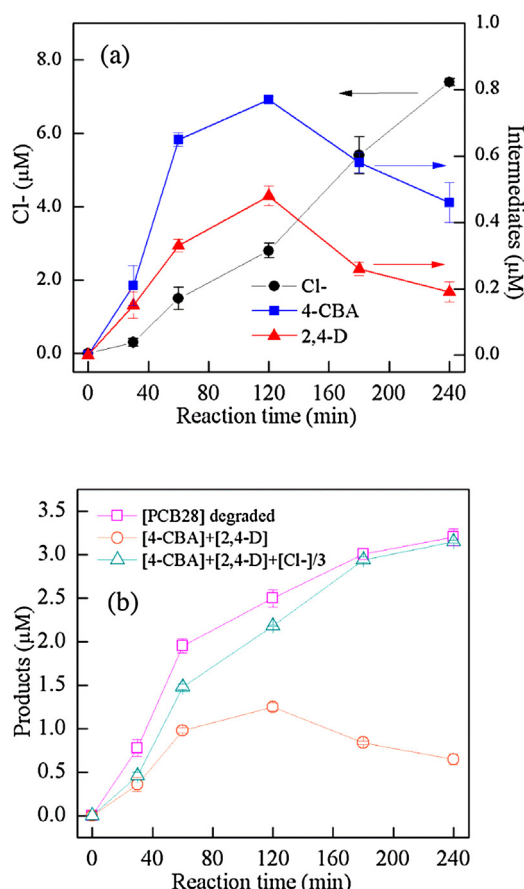 (a)
8.0
6.0
4.0
2.0
0.0
Cl- (μM)
1.0
0.8
0.6
0.4
0.2
0.0
Intermediates (μM)
Cl-
4-CBA
2,4-D
0 40 80 120 160 200 240
Reaction time (min)
(b)
3.5
3.0
2.5
2.0
1.5
1.0
0.5
0.0
Products (μM)
[PCB28] degraded
[4-CBA]+[2,4-D]
[4-CBA]+[2,4-D]+[Cl-]/3
0 40 80 120 160 200 240
Reaction time (min)